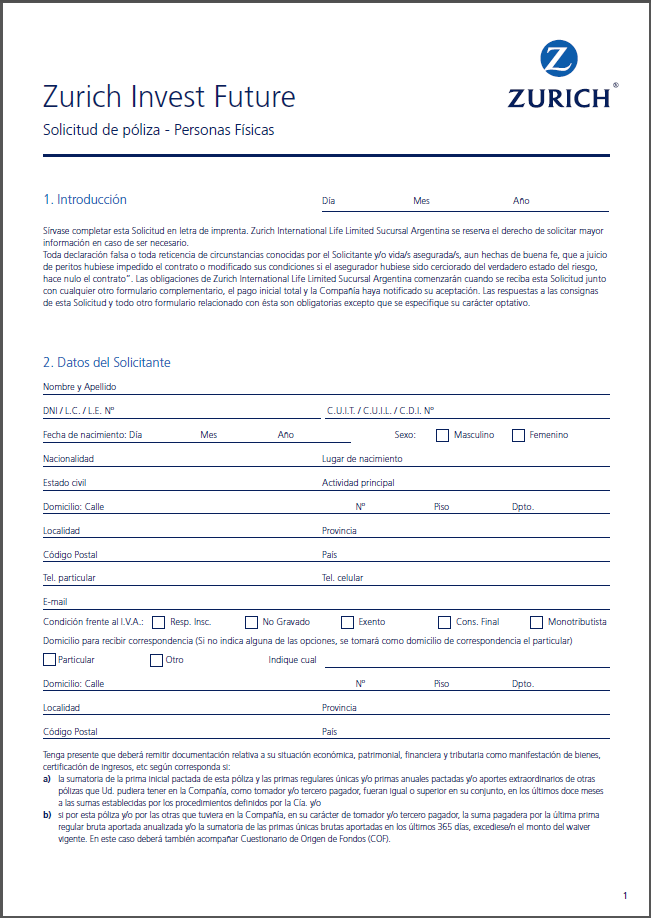 Zurich Invest Future
Solicitud de póliza - Personas Físicas
Z
ZURICH®
1. Introducción
Día Mes Año
Sírvase completar esta Solicitud en letra de imprenta. Zurich International Life Limited Sucursal Argentina se reserva el derecho de solicitar mayor
información en caso de ser necesario.
Toda declaración falsa o toda reticencia de circunstancias conocidas por el Solicitante y/o vida/s asegurada/s, aun hechas de buena fe, que a juicio
de peritos hubiese impedido el contrato o modificado sus condiciones si el asegurador hubiese sido cerciorado del verdadero estado del riesgo,
hace nulo el contrato”. Las obligaciones de Zurich International Life Limited Sucursal Argentina comenzarán cuando se reciba esta Solicitud junto
con cualquier otro formulario complementario, el pago inicial total y la Compañía haya notificado su aceptación. Las respuestas a las consignas
de esta Solicitud y todo otro formulario relacionado con ésta son obligatorias excepto que se especifique su carácter optativo.
2. Datos del Solicitante
Nombre y Apellido
DNI / L.C. / L.E. Nº C.U.I.T. / C.U.I.L. / C.D.I. Nº
Fecha de nacimiento: Día Mes Año Sexo: Masculino Femenino
Nacionalidad Lugar de nacimiento
Estado civil Actividad principal
Domicilio: Calle Nº Piso Dpto.
Localidad Provincia
Código Postal País
Tel. particular Tel. celular
E-mail
Condición frente al I.V.A.: Resp. Insc. No Gravado Exento Cons. Final Monotributista
Domicilio para recibir correspondencia (Si no indica alguna de las opciones, se tomará como domicilio de correspondencia el particular)
Particular Otro Indique cual
Domicilio: Calle Nº Piso Dpto.
Localidad Provincia
Código Postal País
Tenga presente que deberá remitir documentación relativa a su situación económica, patrimonial, financiera y tributaria como manifestación de bienes,
certificación de ingresos, etc según corresponda si:
a) la sumatoria de la prima inicial pactada de esta póliza y las primas regulares únicas y/o primas anuales pactadas y/o aportes extraordinarios de otras
pólizas que Ud. pudiera tener en la Compañía, como tomador y/o tercero pagador, fueran igual o superior en su conjunto, en los últimos doce meses
a las sumas establecidas por los procedimientos definidos por la Cía. y/o
b) si por esta póliza y/o por las otras que tuviera en la Compañía, en su carácter de tomador y/o tercero pagador, la suma pagadera por la última prima
regular bruta aportada anualizada y/o la sumatoria de las primas únicas brutas aportadas en los últimos 365 días, excediese/n el monto del waiver
vigente. En este caso deberá también acompañar Cuestionario de Origen de Fondos (COF).
1